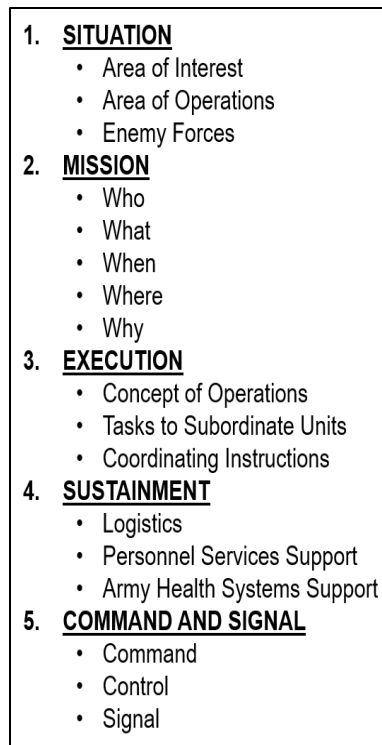 1. SITUATION
• Area of Interest
• Area of Operations
• Enemy Forces
2. MISSION
• Who
• What
• When
• Where
• Why
3. EXECUTION
• Concept of Operations
• Tasks to Subordinate Units
• Coordinating Instructions
4. SUSTAINMENT
• Logistics
• Personnel Services Support
• Army Health Systems Support
5. COMMAND AND SIGNAL
• Command
• Control
• Signal